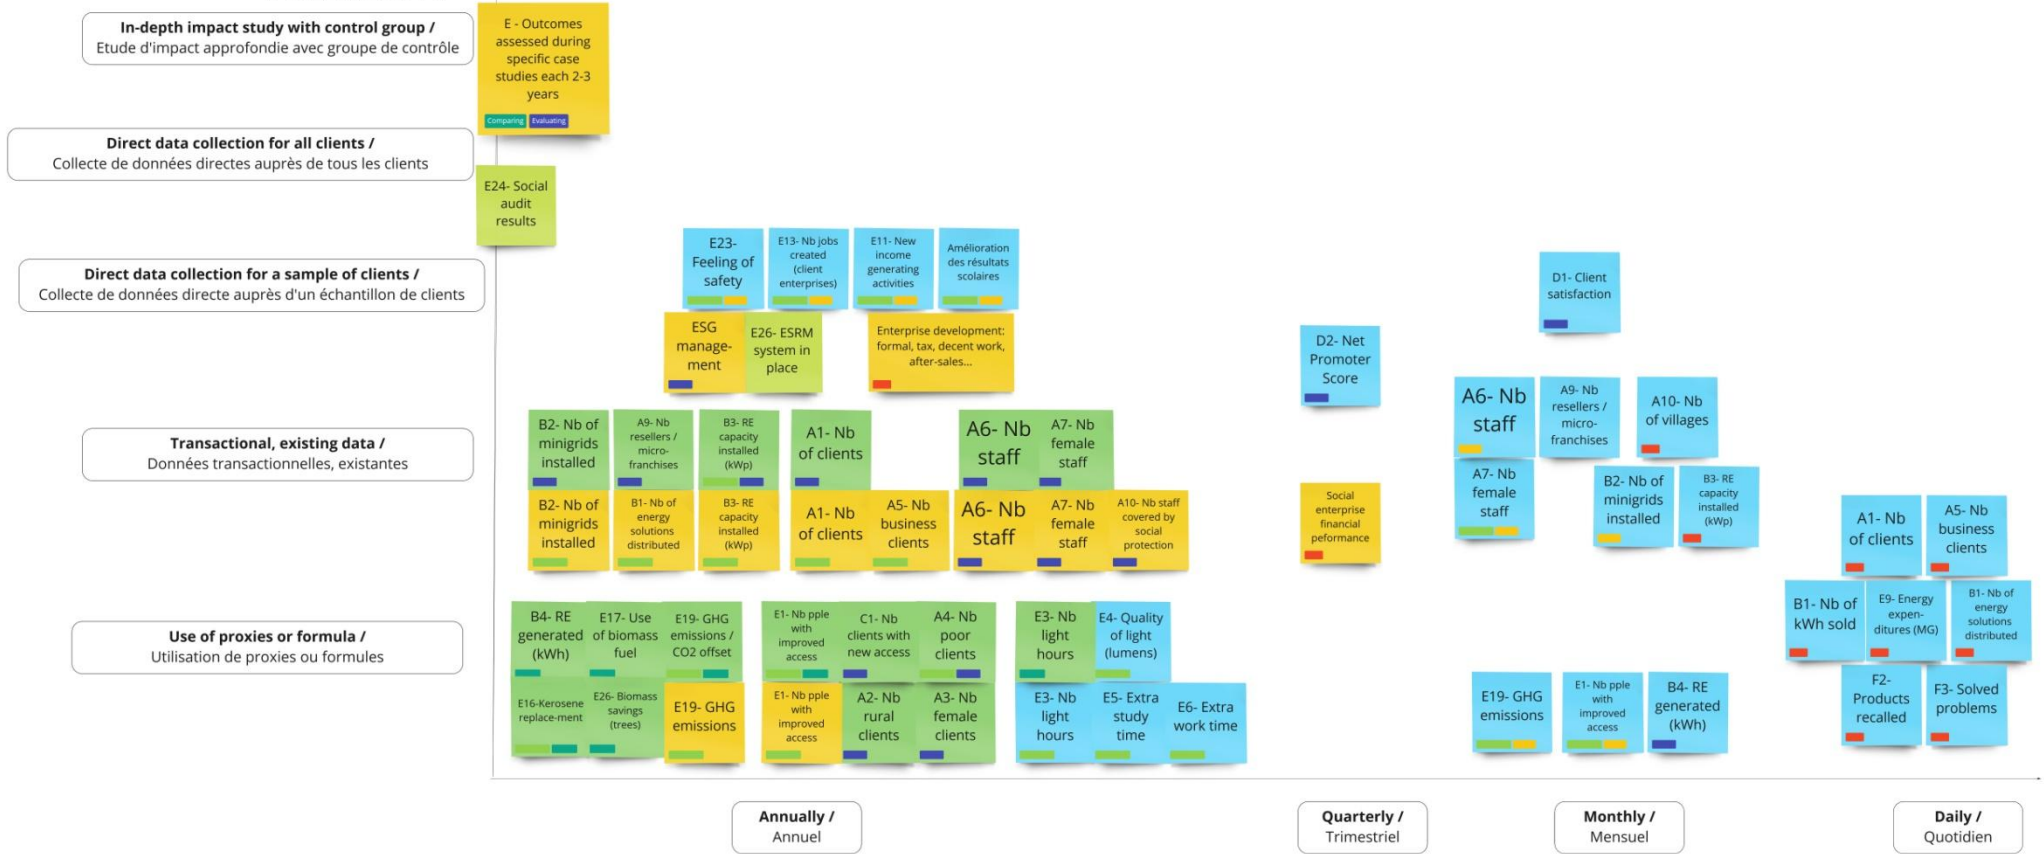 In-depth impact study with control group /
Etude d'impact approfondie avec groupe de contrôle
E - Outcomes
assessed during
specific case
studies each 2-3
years
Comparing
Evaluating
Direct data collection for all clients /
Collecte de données directes auprès de tous les clients
E24- Social
audit
results
Direct data collection for a sample of clients /
Collecte de données directe auprès d'un échantillon de clients
E23-
Feeling of
safety
E13- Nb jobs
created
(client
enterprises)
E11- New
income
generating
activities
Amélioration
des résultats
scolaires
D1- Client
satisfaction
ESG
manage-
ment
E26- ESRM
system in
place
Enterprise development:
formal, tax, decent work,
after-sales...
D2- Net
Promoter
Score
Transactional, existing data /
Données transactionnelles, existantes
B2- Nb of
minigrids
installed
A9- Nb
resellers /
micro-
franchises
B3- RE
capacity
installed
(kWp)
A1- Nb
of clients
A6- Nb
staff
A7- Nb
female
staff
A6- Nb
staff
A9- Nb
resellers /
micro-
franchises
A10- Nb
of villages
B2- Nb of
minigrids
installed
B1- Nb of
energy
solutions
distributed
B3- RE
capacity
installed
(kWp)
A1- Nb
of clients
A5- Nb
business
clients
A6- Nb
staff
A7- Nb
female
staff
A10- Nb staff
covered by
social
protection
Social
enterprise
financial
peformance
A7- Nb
female
staff
B2- Nb of
minigrids
installed
B3- RE
capacity
installed
(kWp)
A1- Nb
of clients
A5- Nb
business
clients
Use of proxies or formula /
Utilisation de proxies ou formules
B4- RE
generated
(kWh)
E17- Use
of biomass
fuel
E19- GHG
emissions /
CO2 offset
E1- Nb pple
with
improved
access
C1- Nb
clients with
new access
A4- Nb
poor
clients
E3- Nb
light
hours
E4- Quality
of light
(lumens)
B1- Nb of
kWh sold
E9- Energy
expen-
ditures (MG)
B1- Nb of
energy
solutions
distributed
E16-Kerosene
replace-ment
E26- Biomass
savings
(trees)
E19- GHG
emissions
E1- Nb pple
with
improved
access
A2- Nb
rural
clients
A3- Nb
female
clients
E3- Nb
light
hours
E5- Extra
study
time
E6- Extra
work time
E19- GHG
emissions
E1- Nb pple
with
improved
access
B4- RE
generated
(kWh)
F2-
Products
recalled
F3- Solved
problems
Annually /
Annuel
Quarterly /
Trimestriel
Monthly /
Mensuel
Daily /
Quotidien